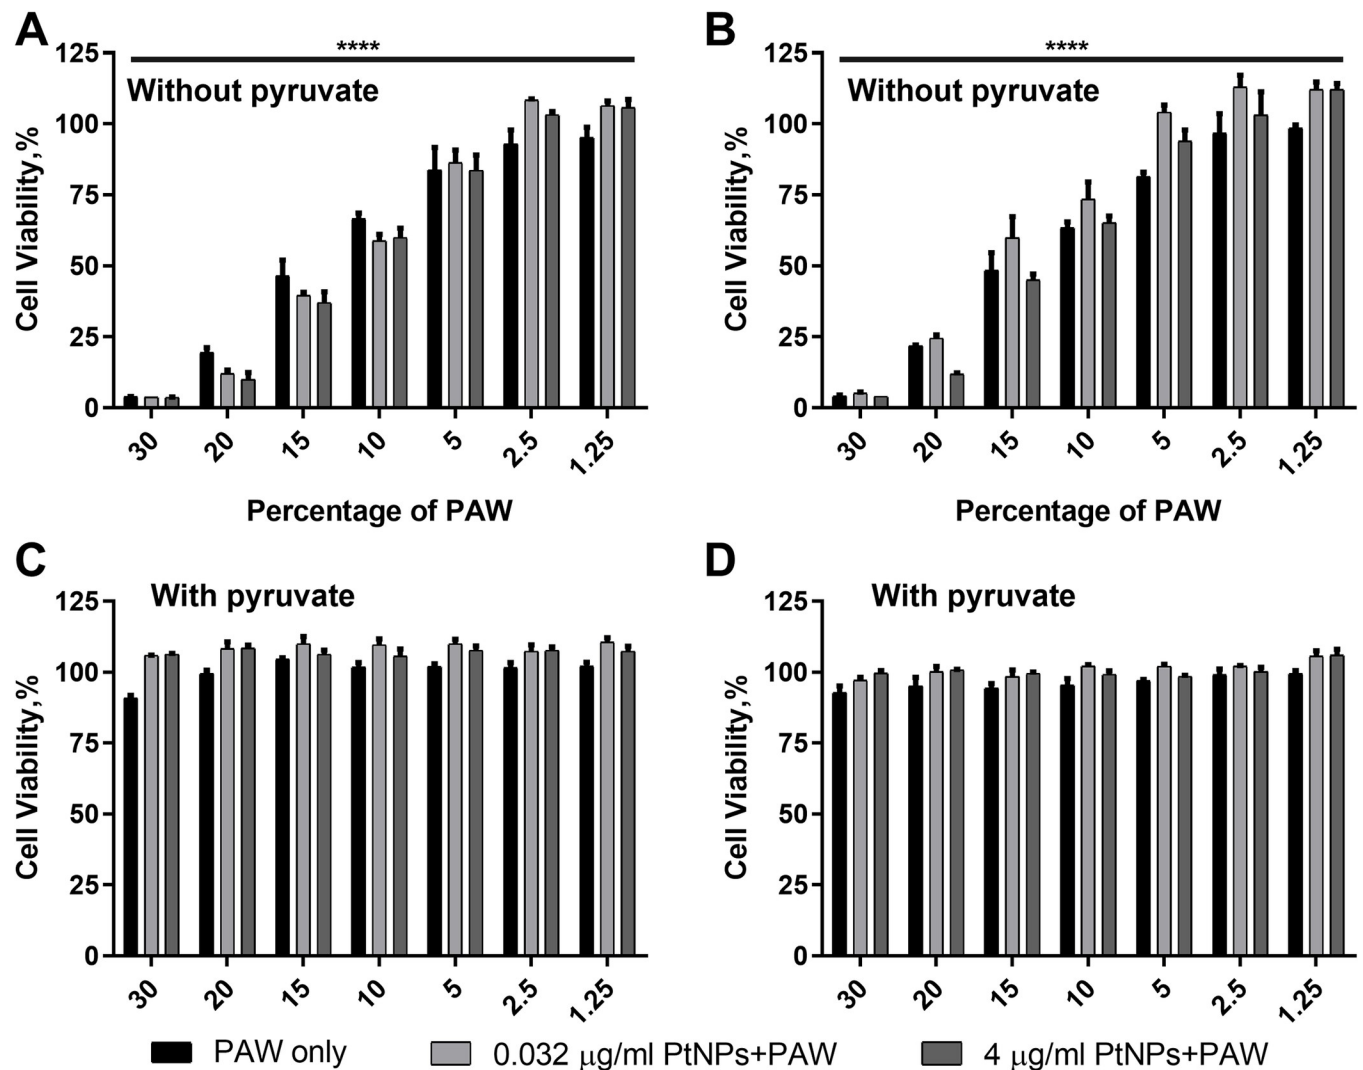 A
****
Without pyruvate
Cell Viability,%
125
100
75
50
25
0
30 20 15 10 5 2.5 1.25
Percentage of PAW
B
****
Without pyruvate
Cell Viability,%
125
100
75
50
25
0
30 20 15 10 5 2.5 1.25
Percentage of PAW
C
With pyruvate
Cell Viability,%
125
100
75
50
25
0
30 20 15 10 5 2.5 1.25
D
With pyruvate
Cell Viability,%
125
100
75
50
25
0
30 20 15 10 5 2.5 1.25
PAW only 0.032 μg/ml PtNPs+PAW 4 μg/ml PtNPs+PAW